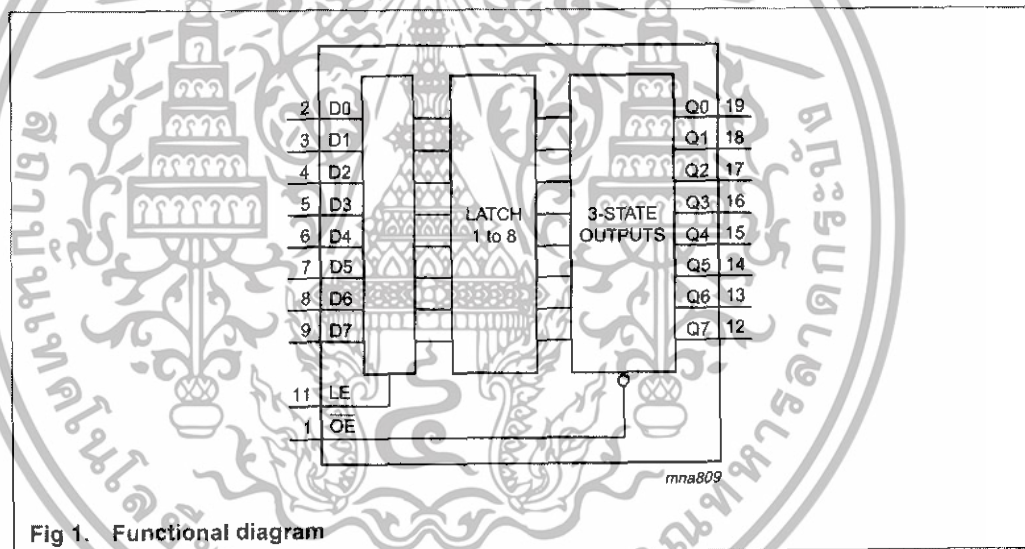 2 D0
3 D1
4 D2
5 D3
6 D4
7 D5
8 D6
9 D7
11 LE
1 OE
LATCH
1 to 8
3-STATE
OUTPUTS
Q0 19
Q1 18
Q2 17
Q3 16
Q4 15
Q5 14
Q6 13
Q7 12
mna809
Fig 1. Functional diagram